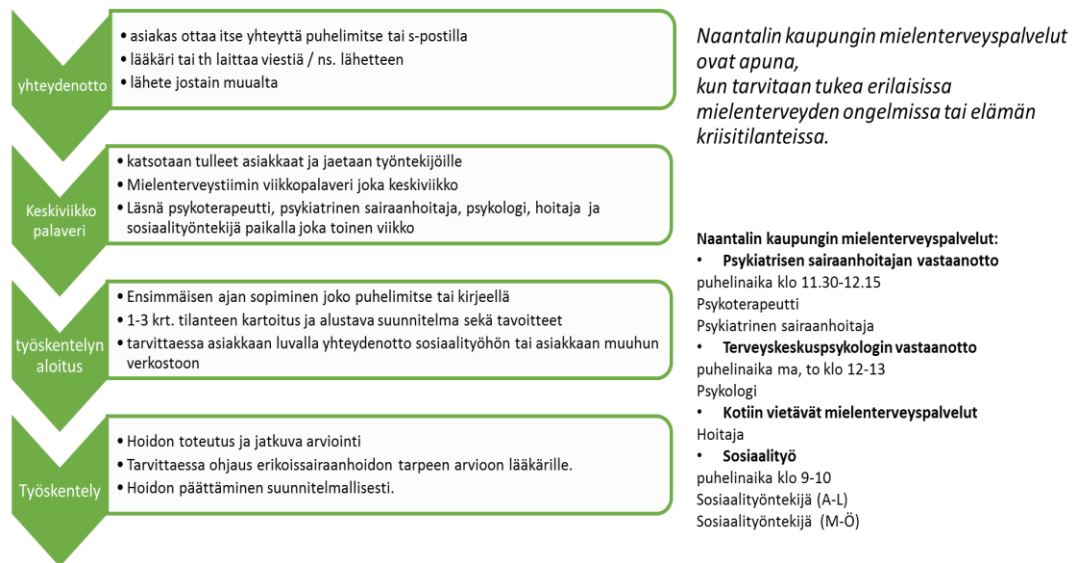 yhteydenotto
• asiakas ottaa itse yhteyttä puhelimitse tai s-postilla
• lääkäri tai th laittaa viestiä / ns. lähetteen
• lähete jostain muualta
Keskiviikko
palaveri
• katsotaan tulleet asiakkaat ja jaetaan työntekijöille
• Mielenterveystiimin viikkopalaveri joka keskiviikko
• Läsnä psykoterapeutti, psykiatrinen sairaanhoitaja, psykologi, hoitaja ja
sosiaalityöntekijä paikalla joka toinen viikko
työskentelyn
aloitus
• Ensimmäisen ajan sopiminen joko puhelimitse tai kirjeellä
• 1-3 krt. tilanteen kartoitus ja alustava suunnitelma sekä tavoitteet
• tarvittaessa asiakkaan luvalla yhteydenotto sosiaalityöhön tai asiakkaan muuhun
verkostoon
Työskentely
• Hoidon toteutus ja jatkuva arviointi
• Tarvittaessa ohjaus erikoissairaanhoidon tarpeen arvioon lääkärille.
• Hoidon päättäminen suunnitelmallisesti.
Naantalin kaupungin mielenterveyspalvelut
ovat apuna,
kun tarvitaan tukea erilaisissa
mielenterveyden ongelmissa tai elämän
kriisitilanteissa.
Naantalin kaupungin mielenterveyspalvelut:
• Psykiatrisen sairaanhoitajan vastaanotto
puhelinaika klo 11.30-12.15
Psykoterapeutti
Psykiatrinen sairaanhoitaja
• Terveyskeskuspsykologin vastaanotto
puhelinaika ma, to klo 12-13
Psykologi
• Kotiin vietävät mielenterveyspalvelut
Hoitaja
• Sosiaalityö
puhelinaika klo 9-10
Sosiaalityöntekijä (A-L)
Sosiaalityöntekijä (M-Ö)